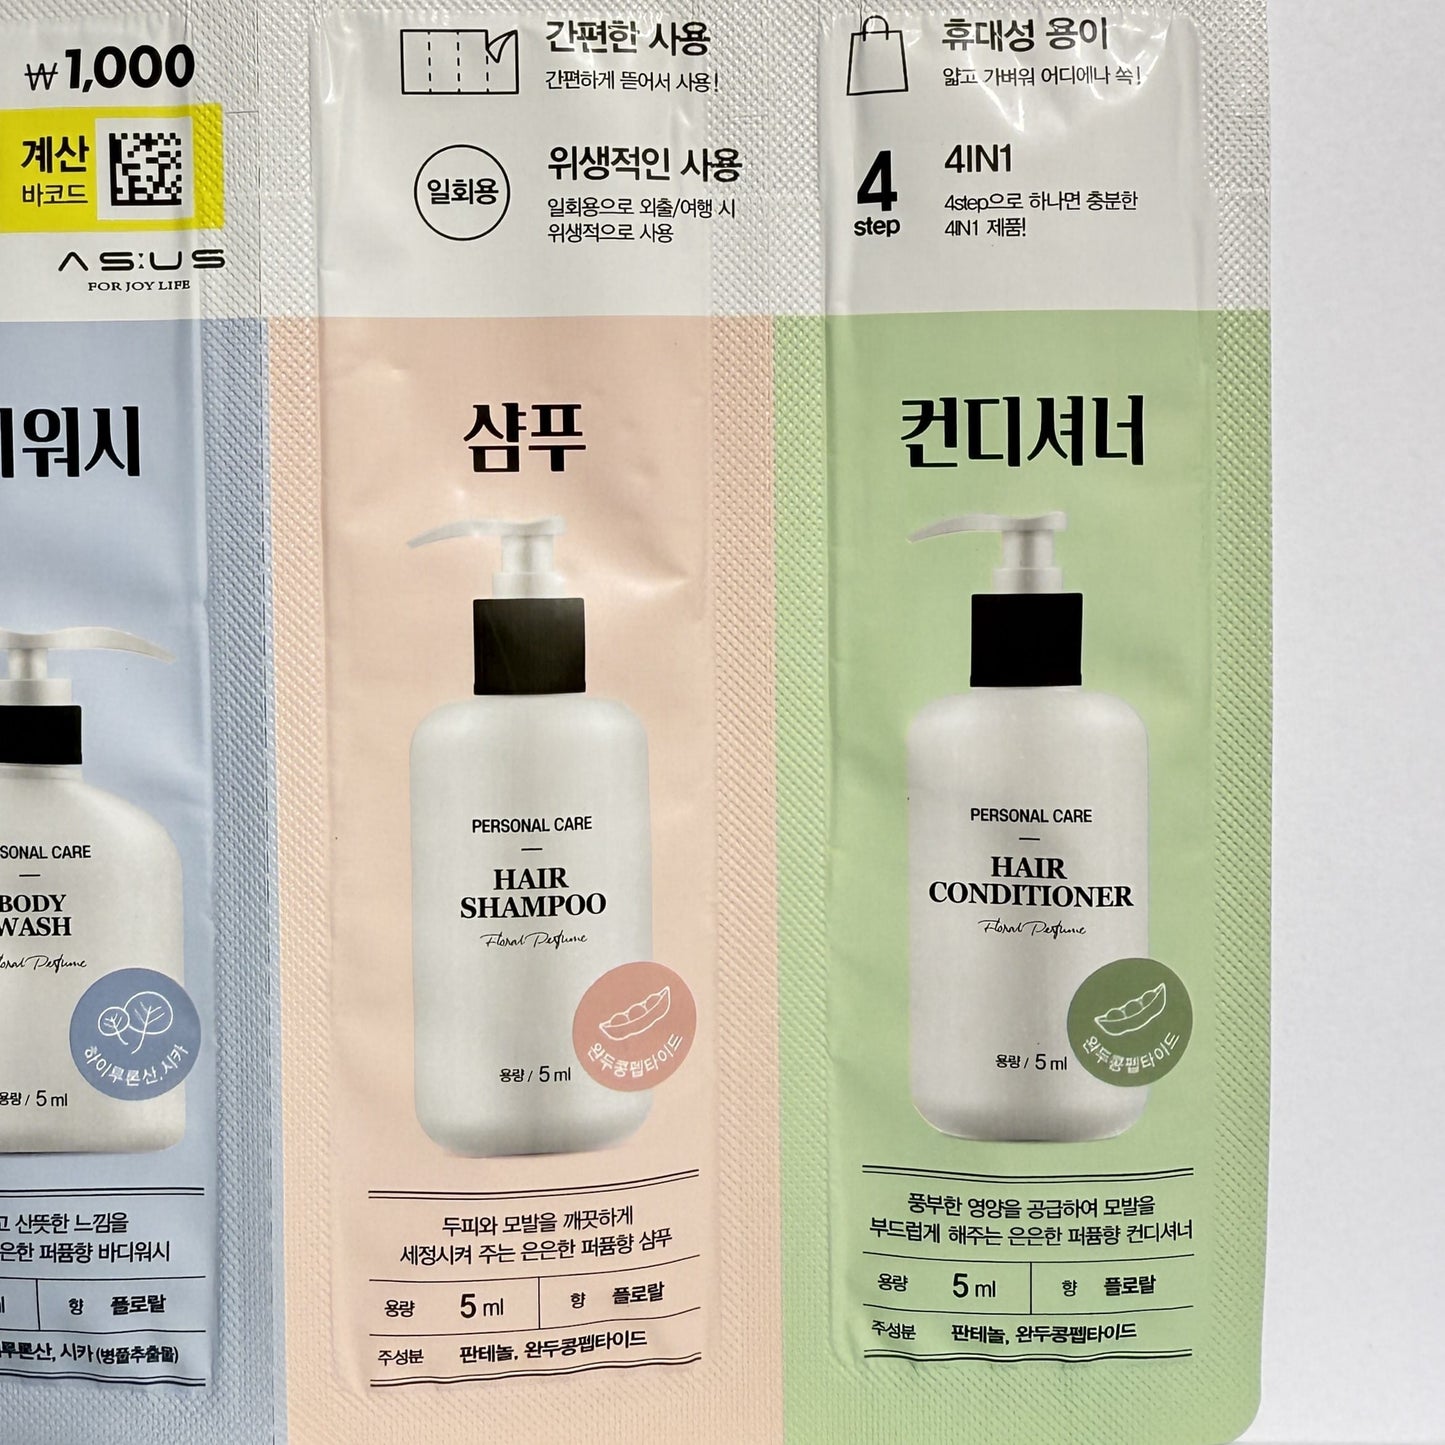 ₩1,000
계산
바코드
AS:US
FOR JOY LIFE
간편한 사용
간편하게 뜯어서 사용!
일회용
위생적인 사용
일회용으로 외출/여행 시
위생적으로 사용
휴대성 용이
얇고 가벼워 어디에나 쏙!
4
step
4IN1
4step으로 하나면 충분한
4IN1 제품!
디워시
SONAL CARE
BODY
WASH
oral Perfume
하이루론산, 시카
용량 / 5 ml
고 산뜻한 느낌을
은한 퍼퓸향 바디워시
향 플로랄
루론산, 시카 (병풀추출물)
샴푸
PERSONAL CARE
HAIR
SHAMPOO
Floral Perfume
완두콩펩타이드
용량 / 5 ml
두피와 모발을 깨끗하게
세정시켜 주는 은은한 퍼퓸향 샴푸
용량 5 ml 향 플로랄
주성분 판테놀, 완두콩펩타이드
컨디셔너
PERSONAL CARE
HAIR
CONDITIONER
Floral Perfume
완두콩펩타이드
용량 / 5 ml
풍부한 영양을 공급하여 모발을
부드럽게 해주는 은은한 퍼퓸향 컨디셔너
용량 5 ml 향 플로랄
주성분 판테놀, 완두콩펩타이드